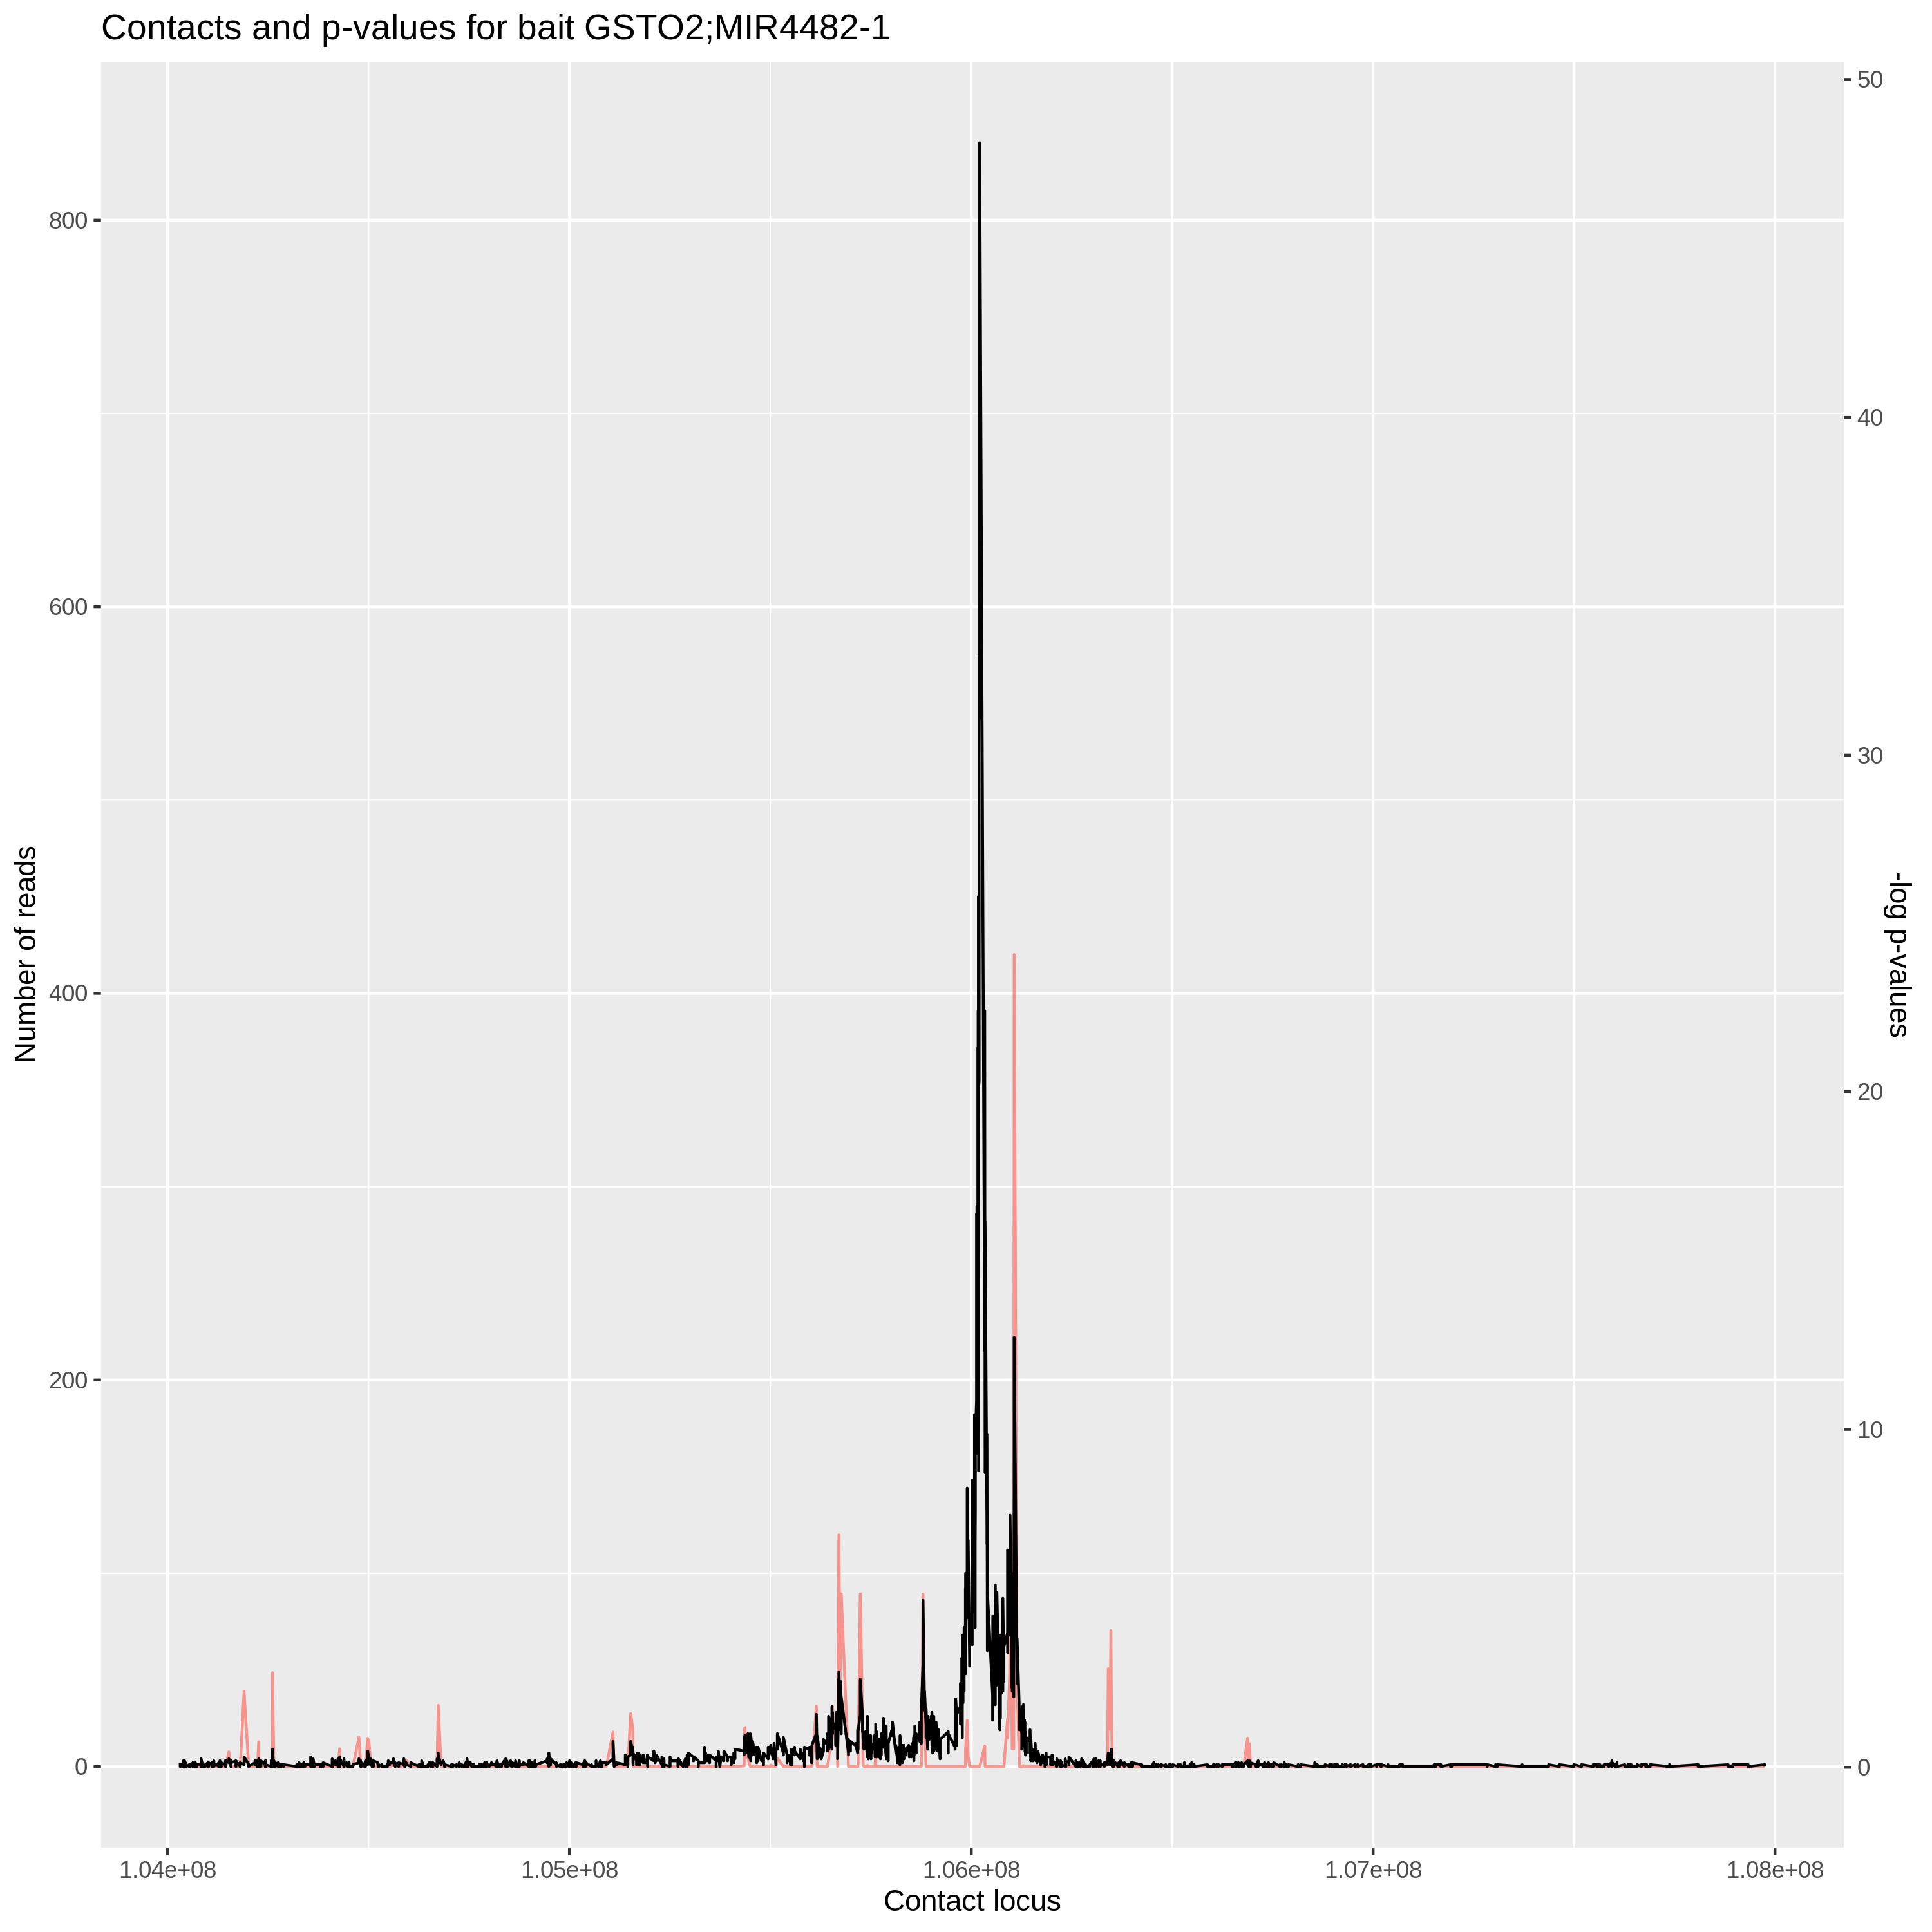 Contacts and p-values for bait GSTO2;MIR4482-1
50
800
40
600
30
Number of reads
-log p-values
400
20
200
10
0
0
1.04e+08
1.05e+08
1.06e+08
1.07e+08
1.08e+08
Contact locus